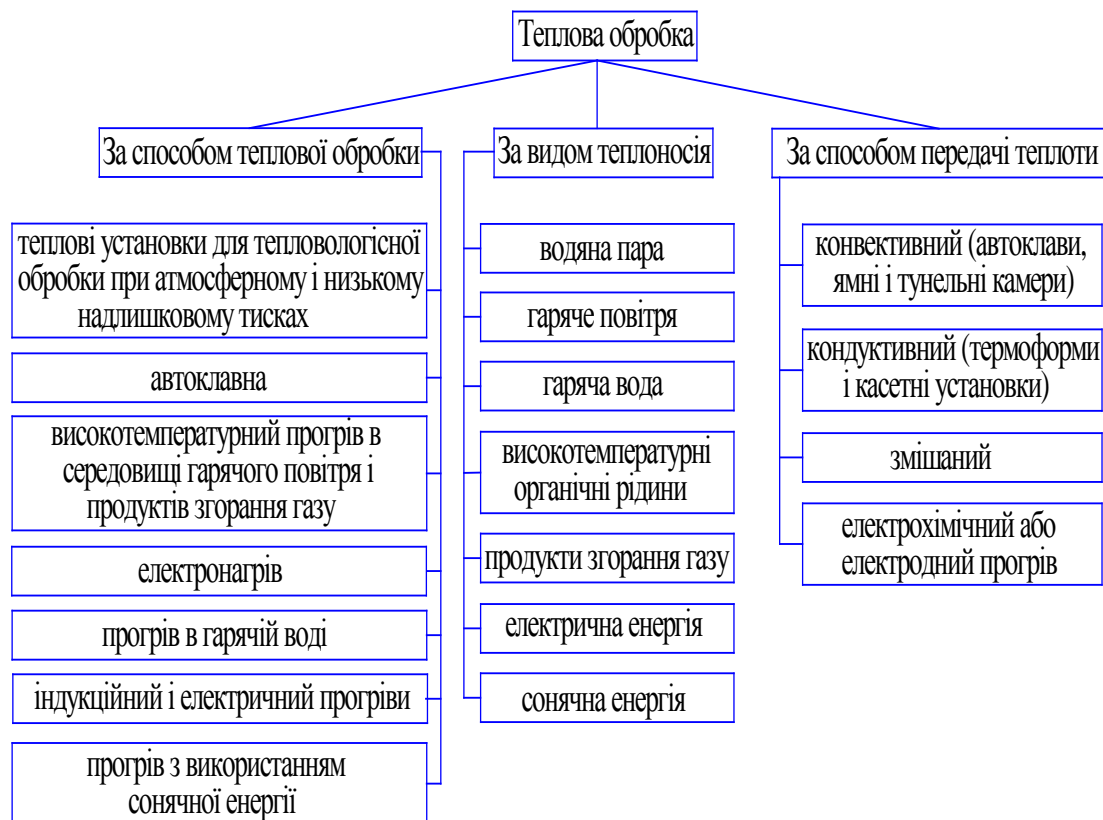 Теплова обробка
За способом теплової обробки
теплові установки для тепловологісної
обробки при атмосферному і низькому
надлишковому тисках
автоклавна
високотемпературний прогрів в
середовищі гарячого повітря і
продуктів згорання газу
електронагрів
прогрів в гарячій воді
індукційний і електричний прогріви
прогрів з використанням
сонячної енергії
За видом теплоносія
водяна пара
гаряче повітря
гаряча вода
високотемпературні
органічні рідини
продукти згорання газу
електрична енергія
сонячна енергія
За способом передачі теплоти
конвективний (автоклави,
ямні і тунельні камери)
кондуктивний (термоформи
і касетні установки)
змішаний
електрохімічний або
електродний прогрів